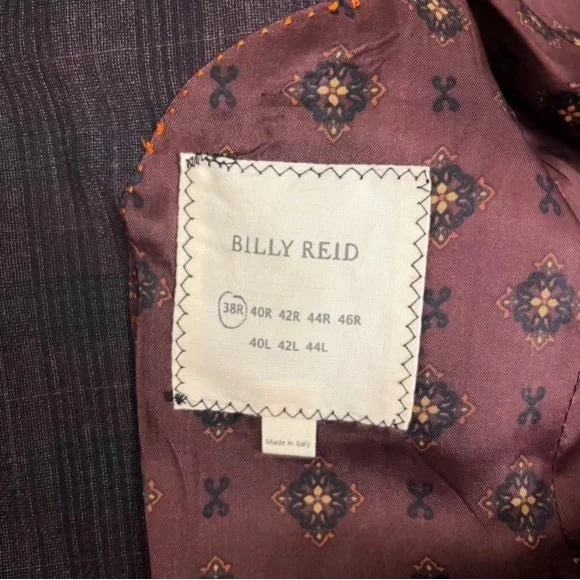 BILLY REID
38R 40R 42R 44R 46R
40L 42L 44L
Made in Italy